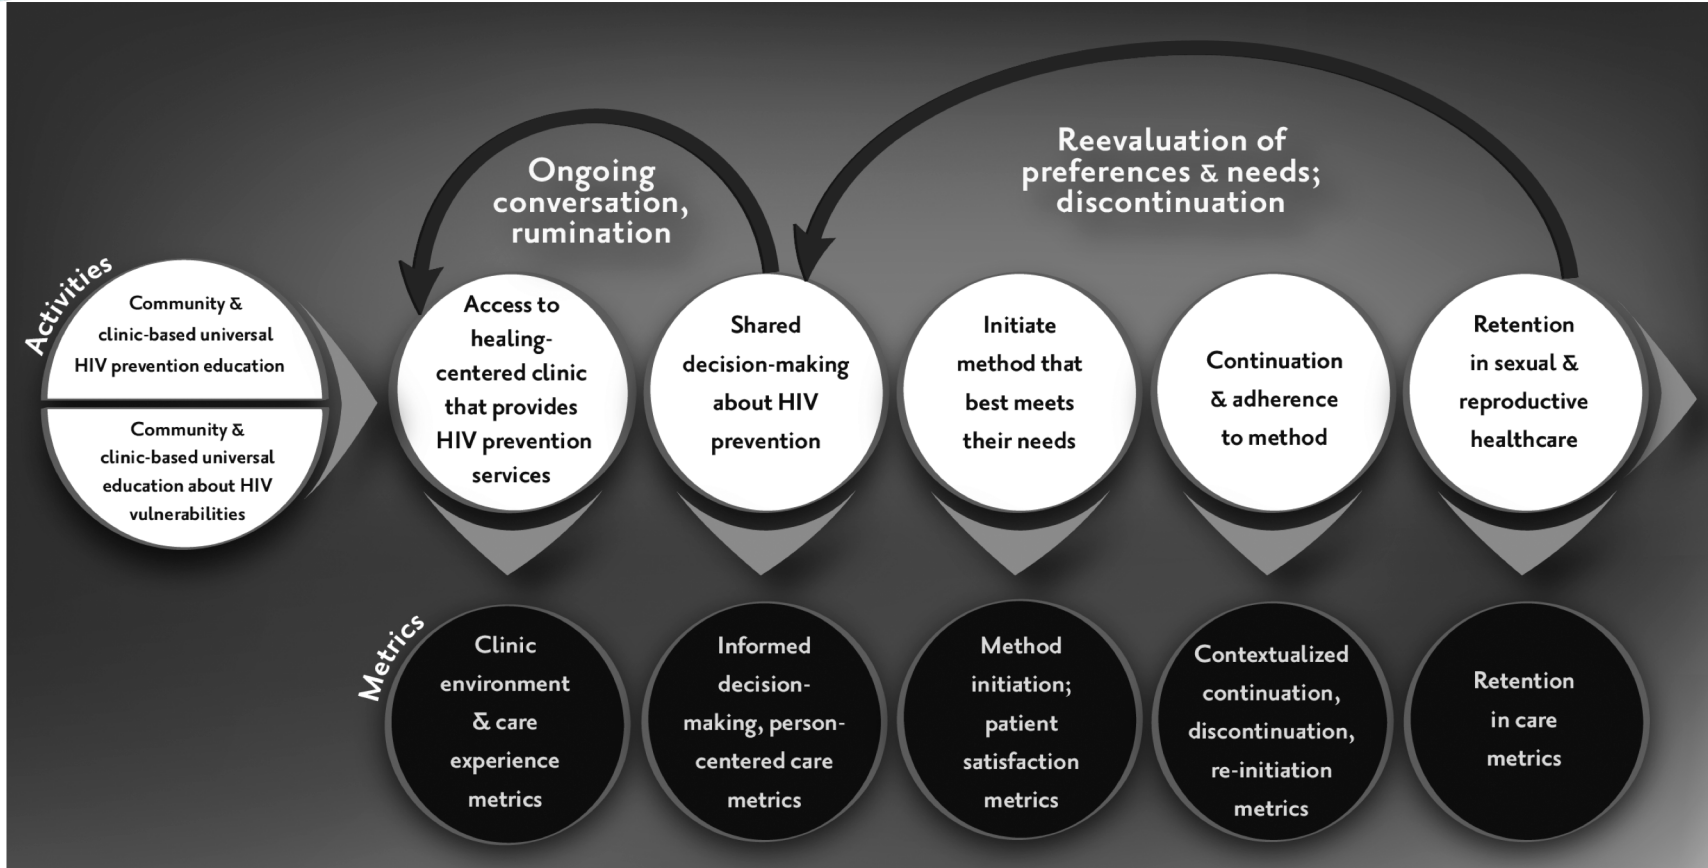 Ongoing
conversation,
rumination
Reevaluation of
preferences & needs;
discontinuation
Activities
Community &
clinic-based universal
HIV prevention education
Community &
clinic-based universal
education about HIV
vulnerabilities
Access to
healing-
centered clinic
that provides
HIV prevention
services
Shared
decision-making
about HIV
prevention
Initiate
method that
best meets
their needs
Continuation
& adherence
to method
Retention
in sexual &
reproductive
healthcare
Metrics
Clinic
environment
& care
experience
metrics
Informed
decision-
making, person-
centered care
metrics
Method
initiation;
patient
satisfaction
metrics
Contextualized
continuation,
discontinuation,
re-initiation
metrics
Retention
in care
metrics